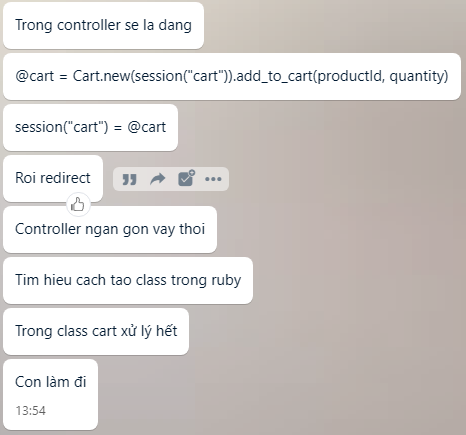 Trong controller se la dang
@cart = Cart.new(session("cart")).add_to_cart(productId, quantity)
session("cart") = @cart
Roi redirect
Controller ngan gon vay thoi
Tim hieu cach tao class trong ruby
Trong class cart xử lý hết
Con làm đi
13:54